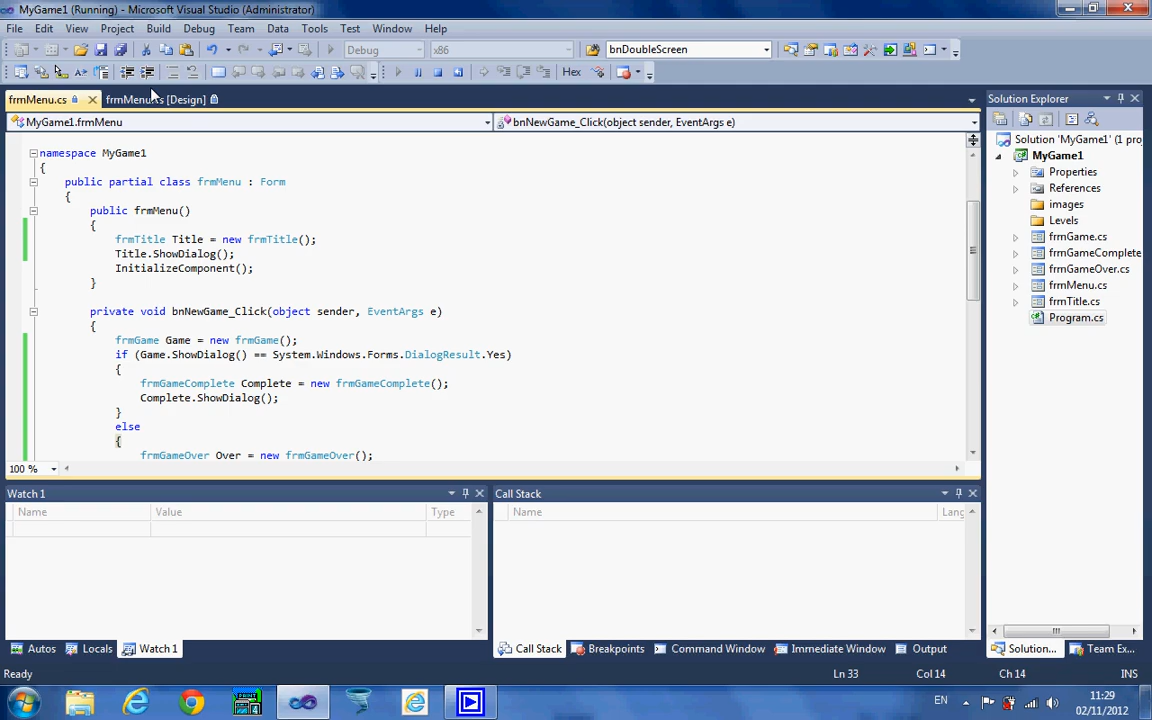 MyGame1 (Running) - Microsoft Visual Studio (Administrator)
File Edit View Project Build Debug Team Data Tools Test Window Help
Debug x86 bnDoubleScreen
Hex
frmMenu.cs frmMenu.cs [Design]
MyGame1.frmMenu bnNewGame_Click(object sender, EventArgs e)
namespace MyGame1
{
public partial class frmMenu : Form
{
public frmMenu()
{
frmTitle Title = new frmTitle();
Title.ShowDialog();
InitializeComponent();
}
private void bnNewGame_Click(object sender, EventArgs e)
{
frmGame Game = new frmGame();
if (Game.ShowDialog() == System.Windows.Forms.DialogResult.Yes)
{
frmGameComplete Complete = new frmGameComplete();
Complete.ShowDialog();
}
else
{
frmGameOver Over = new frmGameOver();
100 %
Solution Explorer
Solution 'MyGame1' (1 proj
MyGame1
Properties
References
images
Levels
frmGame.cs
frmGameComplete
frmGameOver.cs
frmMenu.cs
frmTitle.cs
Program.cs
Watch 1
Name Value Type
Call Stack
Name Lang
Autos Locals Watch 1
Call Stack Breakpoints Command Window Immediate Window Output
Solution... Team Ex...
Ready Ln 33 Col 14 Ch 14 INS
EN
11:29
02/11/2012